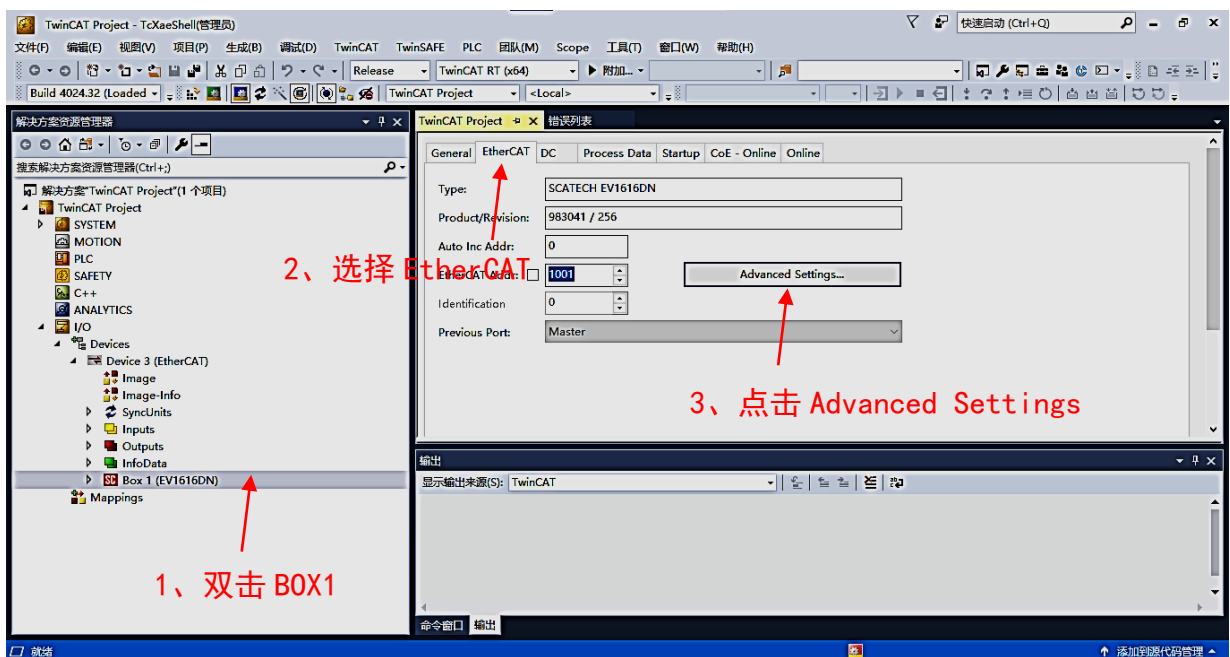 TwinCAT Project - TcXaeShell(管理员)
快速启动 (Ctrl+Q)
文件(F) 编辑(E) 视图(V) 项目(P) 生成(B) 调试(D) TwinCAT TwinSAFE PLC 团队(M) Scope 工具(T) 窗口(W) 帮助(H)
Release TwinCAT RT (x64) 附加...
Build 4024.32 (Loaded TwinCAT Project <Local>
解决方案资源管理器
搜索解决方案资源管理器(Ctrl+;)
解决方案"TwinCAT Project"(1 个项目)
TwinCAT Project
SYSTEM
MOTION
PLC
SAFETY
C++
ANALYTICS
I/O
Devices
Device 3 (EtherCAT)
Image
Image-Info
SyncUnits
Inputs
Outputs
InfoData
SC Box 1 (EV1616DN)
Mappings
1、双击 BOX1
TwinCAT Project 错误列表
General EtherCAT DC Process Data Startup CoE - Online Online
Type: SCATECH EV1616DN
Product/Revision: 983041 / 256
Auto Inc Addr: 0
EtherCAT Addr: 1001 Advanced Settings...
2、选择 EtherCAT
Identification 0
Previous Port: Master
3、点击 Advanced Settings
输出
显示输出来源(S): TwinCAT
命令窗口 输出
就绪 添加到源代码管理